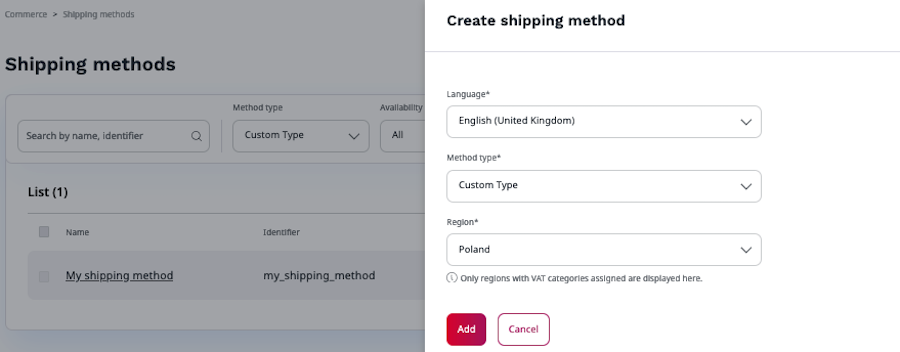 Commerce > Shipping methods
Shipping methods
Method type
Availability
Search by name, identifier
Custom Type
All
List (1)
Name
Identifier
My shipping method
my_shipping_method
Create shipping method
Language*
English (United Kingdom)
Method type*
Custom Type
Region*
Poland
Only regions with VAT categories assigned are displayed here.
Add
Cancel